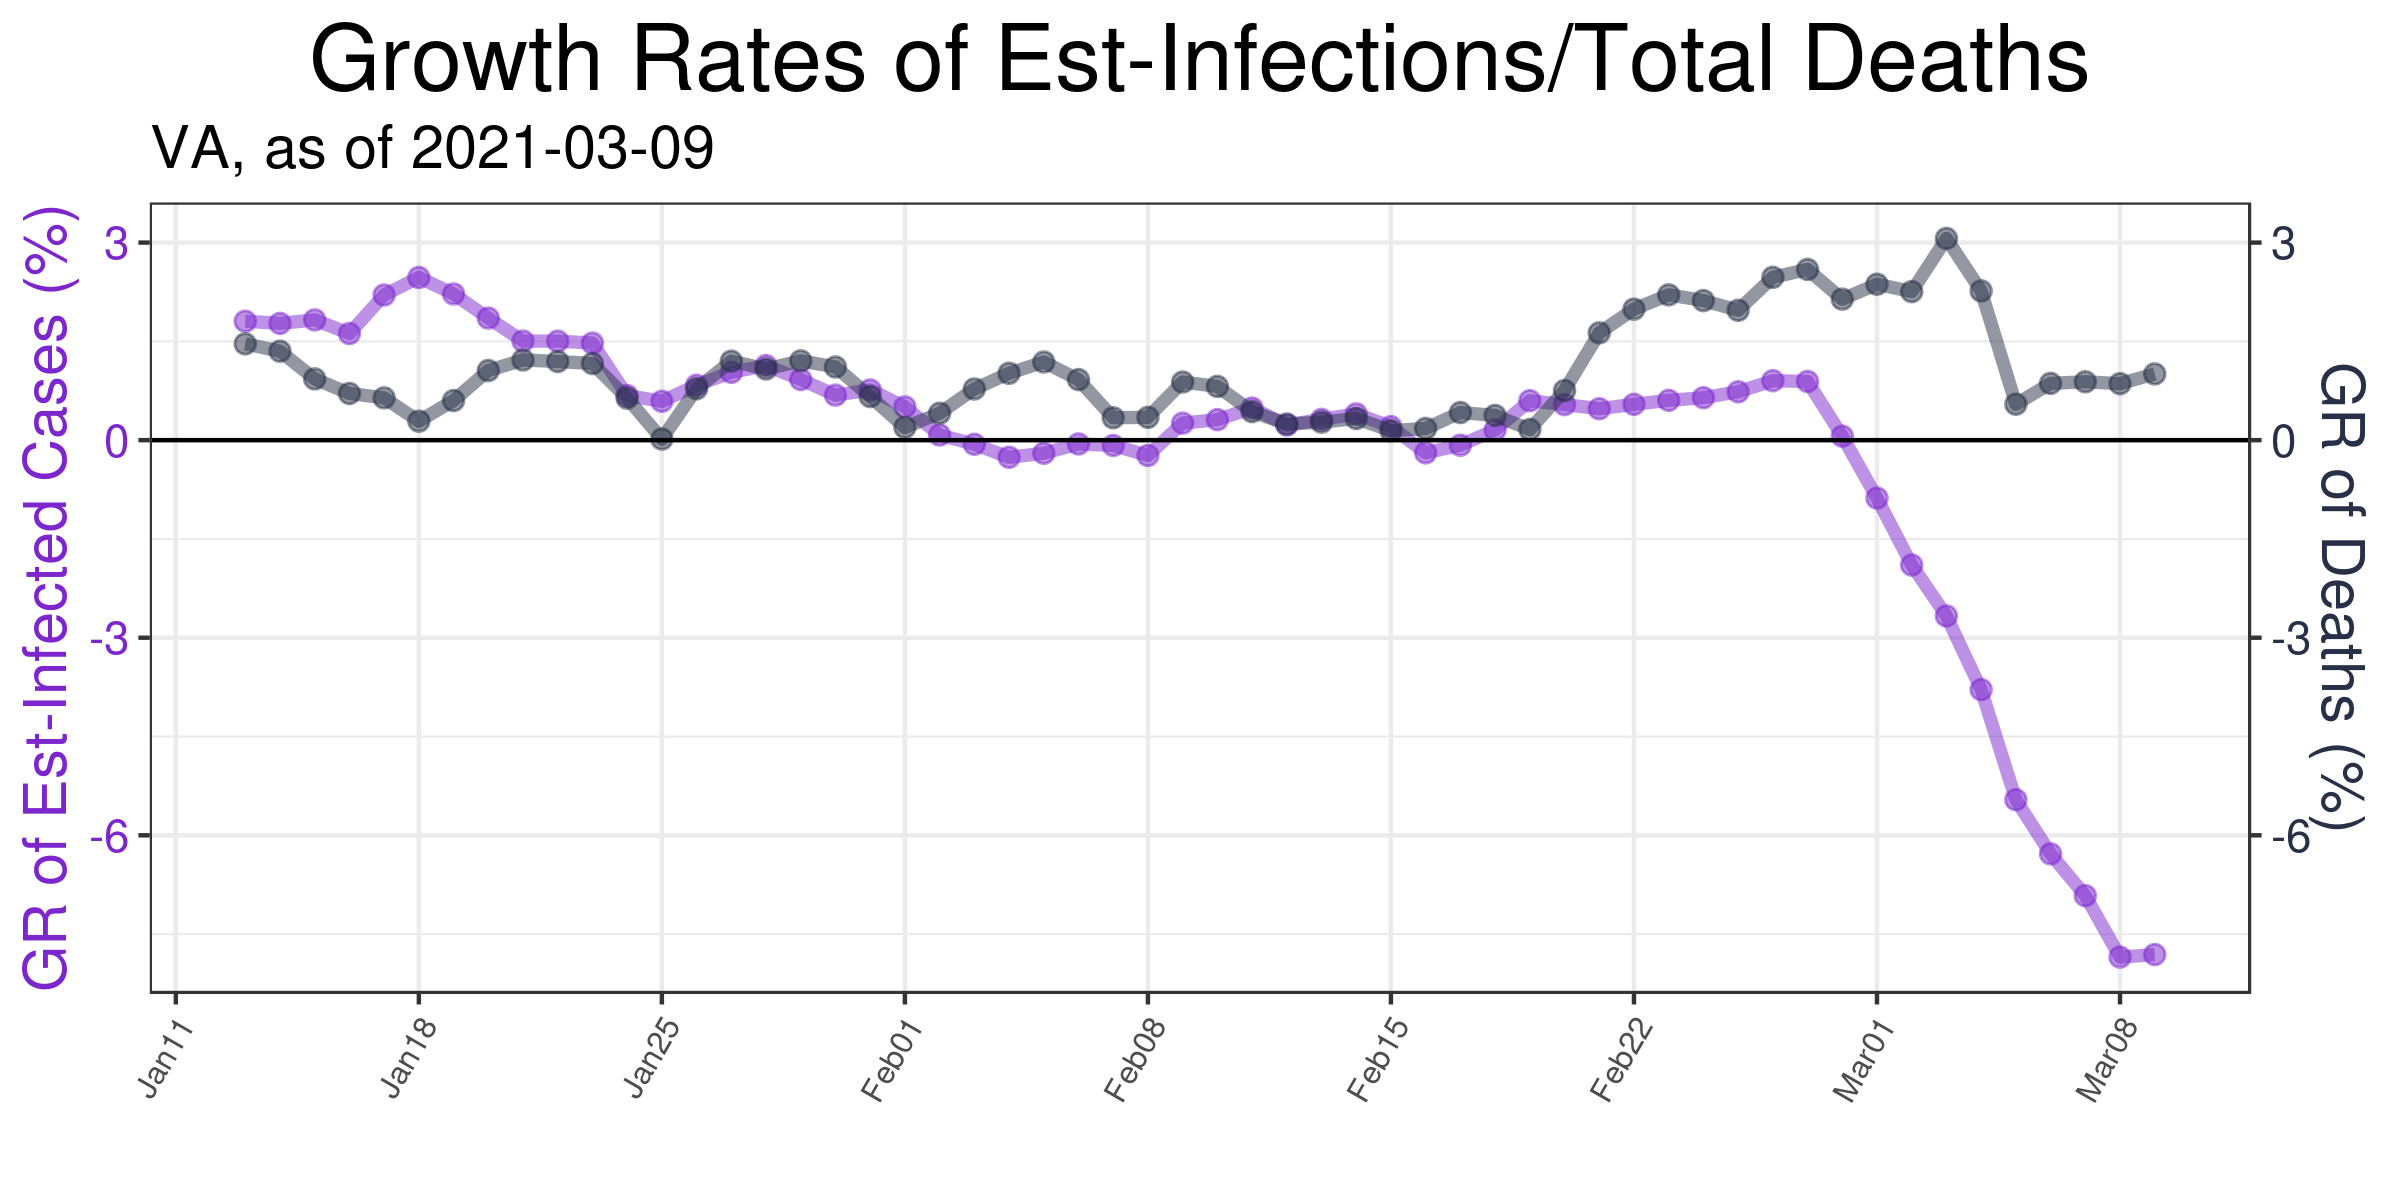 Growth Rates of Est-Infections/Total Deaths
VA, as of 2021-03-09
GR of Est-Infected Cases (%)
3
0
-3
-6
3
0
-3
-6
GR of Deaths (%)
Jan11
Jan18
Jan25
Feb01
Feb08
Feb15
Feb22
Mar01
Mar08